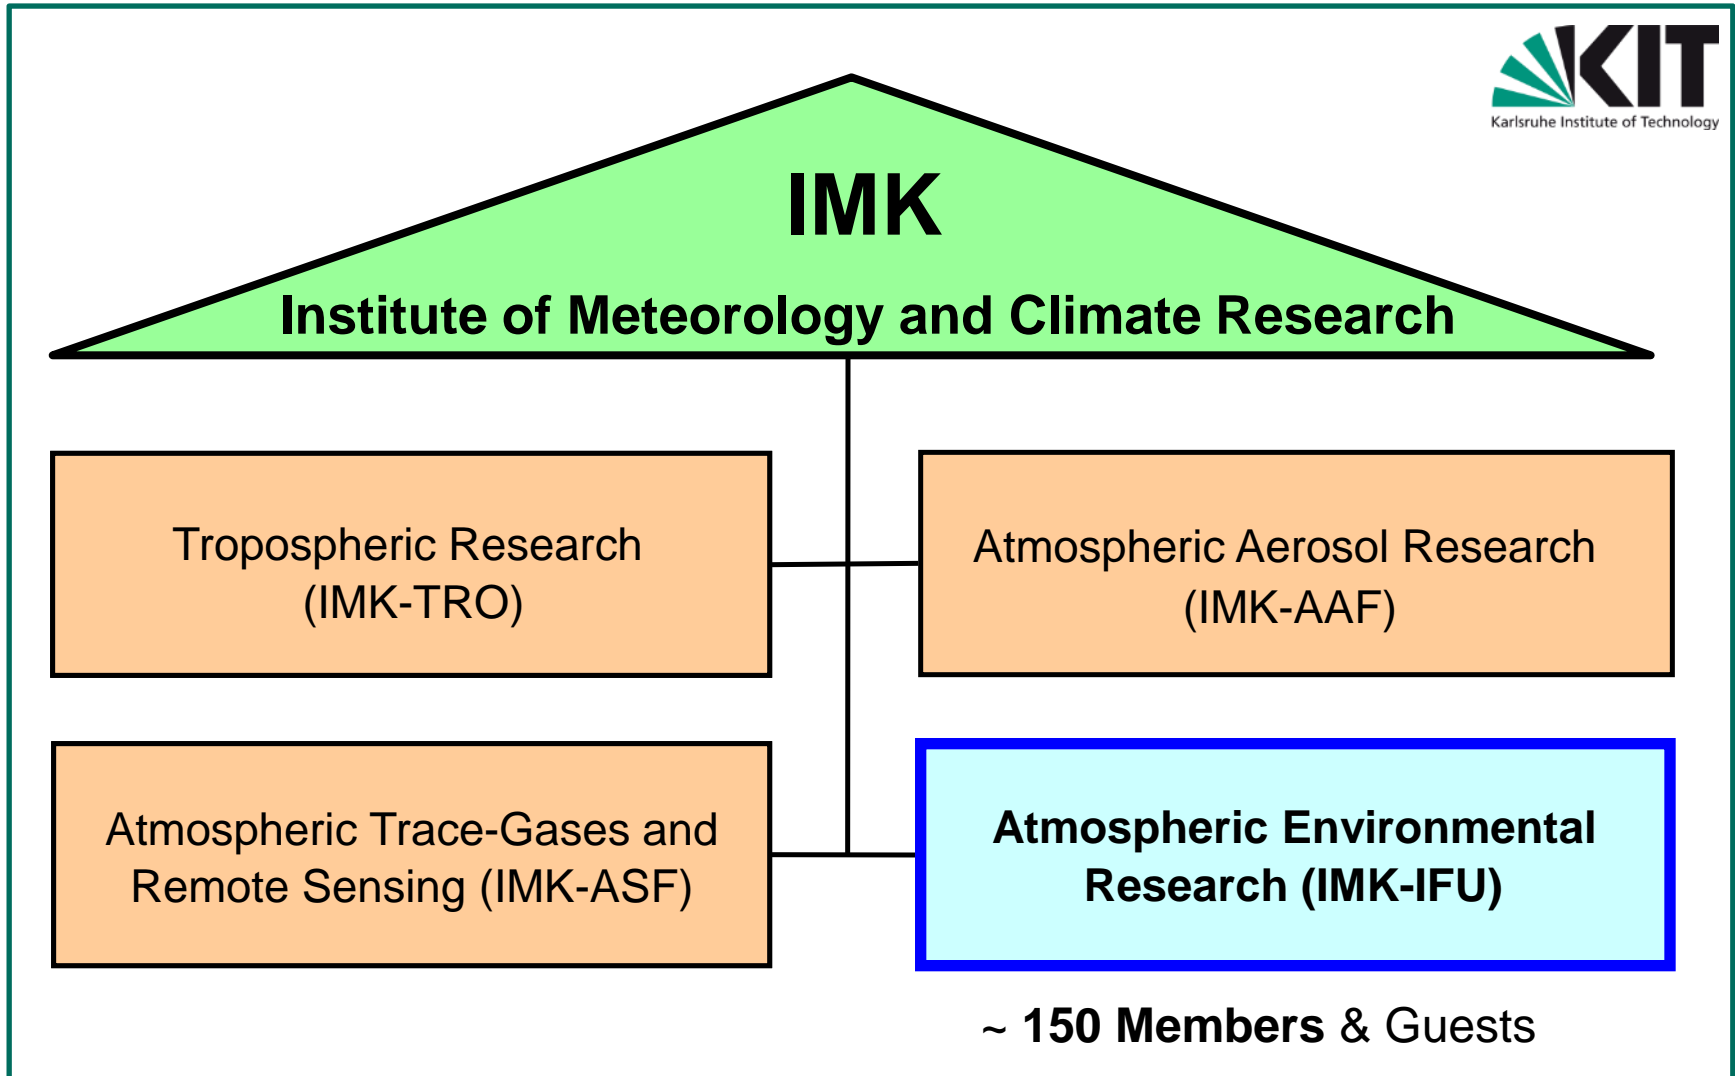 KIT
Karlsruhe Institute of Technology
IMK
Institute of Meteorology and Climate Research
Tropospheric Research
(IMK-TRO)
Atmospheric Aerosol Research
(IMK-AAF)
Atmospheric Trace-Gases and
Remote Sensing (IMK-ASF)
Atmospheric Environmental
Research (IMK-IFU)
~ 150 Members & Guests